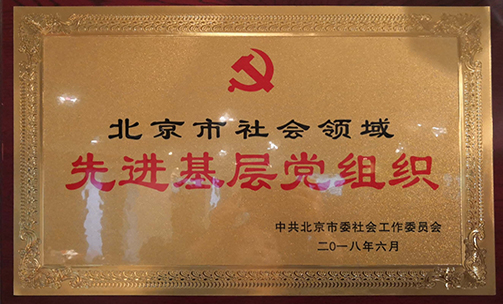 北京市社会领域
先进基层党组织
中共北京市委社会工作委员会
二〇一八年六月